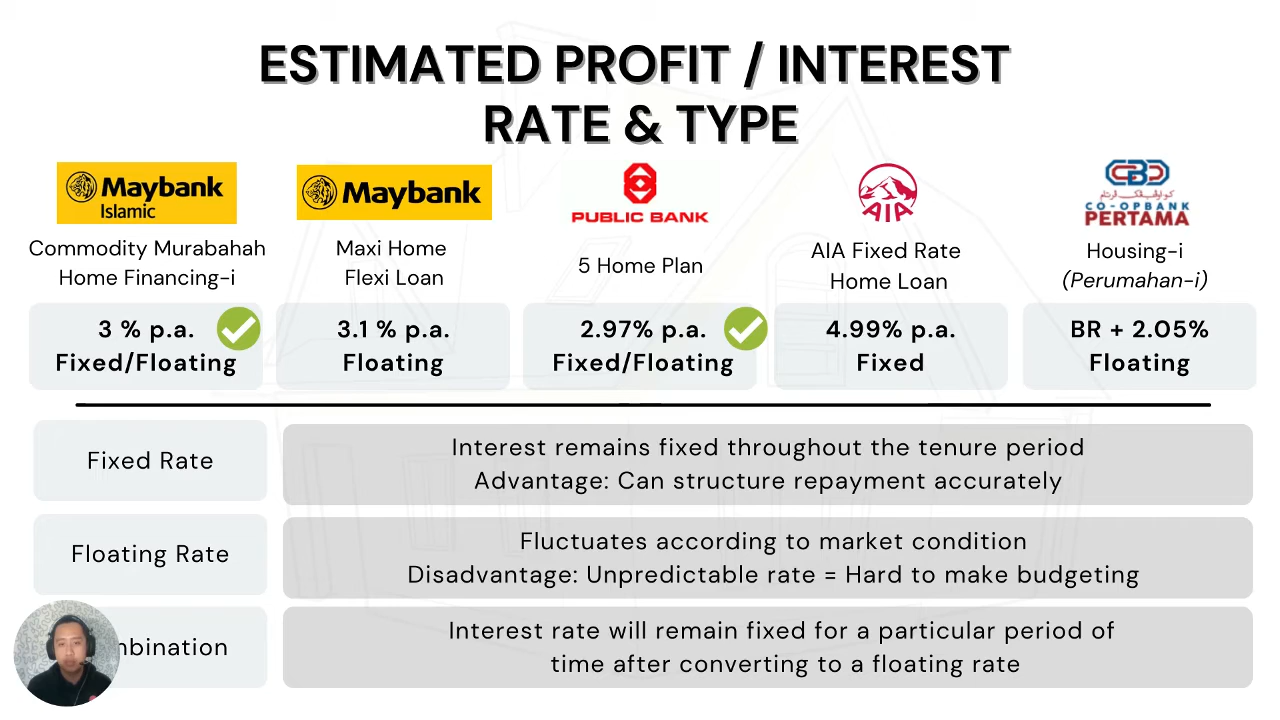 ESTIMATED PROFIT / INTEREST
RATE & TYPE
Maybank
Islamic
Commodity Murabahah
Home Financing-i
3 % p.a.
Fixed/Floating
Maybank
Maxi Home
Flexi Loan
3.1 % p.a.
Floating
PUBLIC BANK
5 Home Plan
2.97% p.a.
Fixed/Floating
AIA
AIA Fixed Rate
Home Loan
4.99% p.a.
Fixed
CBP
CO-OPBANK
PERTAMA
Housing-i
(Perumahan-i)
BR + 2.05%
Floating
Fixed Rate
Interest remains fixed throughout the tenure period
Advantage: Can structure repayment accurately
Floating Rate
Fluctuates according to market condition
Disadvantage: Unpredictable rate = Hard to make budgeting
mbination
Interest rate will remain fixed for a particular period of
time after converting to a floating rate